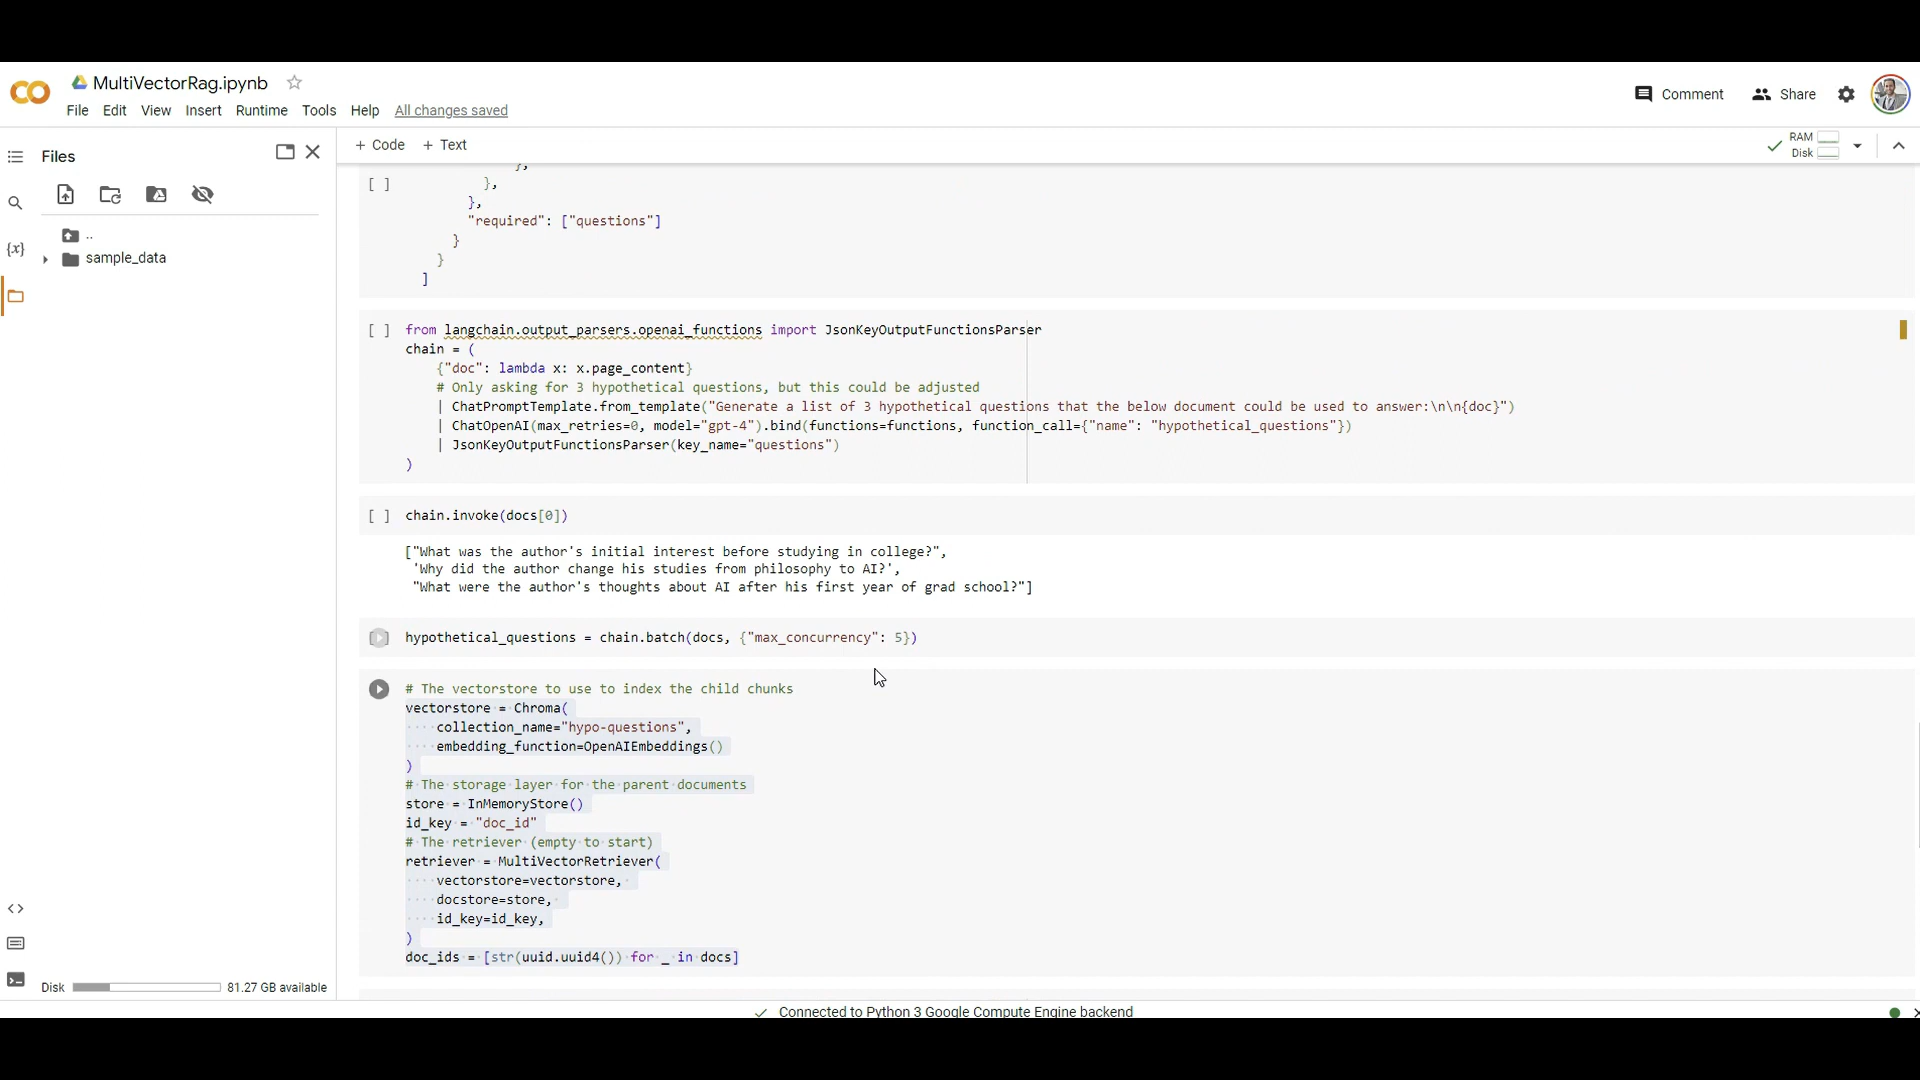 MultiVectorRag.ipynb
File Edit View Insert Runtime Tools Help All changes saved
Comment Share
Files
+ Code + Text
RAM
Disk
..
sample_data
{x}
[ ] },
},
"required": ["questions"]
}
}
]
[ ] from langchain.output_parsers.openai_functions import JsonKeyOutputFunctionsParser
chain = (
{"doc": lambda x: x.page_content}
# Only asking for 3 hypothetical questions, but this could be adjusted
| ChatPromptTemplate.from_template("Generate a list of 3 hypothetical questions that the below document could be used to answer:\n\n{doc}")
| ChatOpenAI(max_retries=0, model="gpt-4").bind(functions=functions, function_call={"name": "hypothetical_questions"})
| JsonKeyOutputFunctionsParser(key_name="questions")
)
[ ] chain.invoke(docs[0])
["What was the author's initial interest before studying in college?",
'Why did the author change his studies from philosophy to AI?',
"What were the author's thoughts about AI after his first year of grad school?"]
hypothetical_questions = chain.batch(docs, {"max_concurrency": 5})
# The vectorstore to use to index the child chunks
vectorstore = Chroma(
collection_name="hypo-questions",
embedding_function=OpenAIEmbeddings()
)
# The storage layer for the parent documents
store = InMemoryStore()
id_key = "doc_id"
# The retriever (empty to start)
retriever = MultiVectorRetriever(
vectorstore=vectorstore,
docstore=store,
id_key=id_key,
)
doc_ids = [str(uuid.uuid4()) for _ in docs]
Disk 81.27 GB available
Connected to Python 3 Google Compute Engine backend